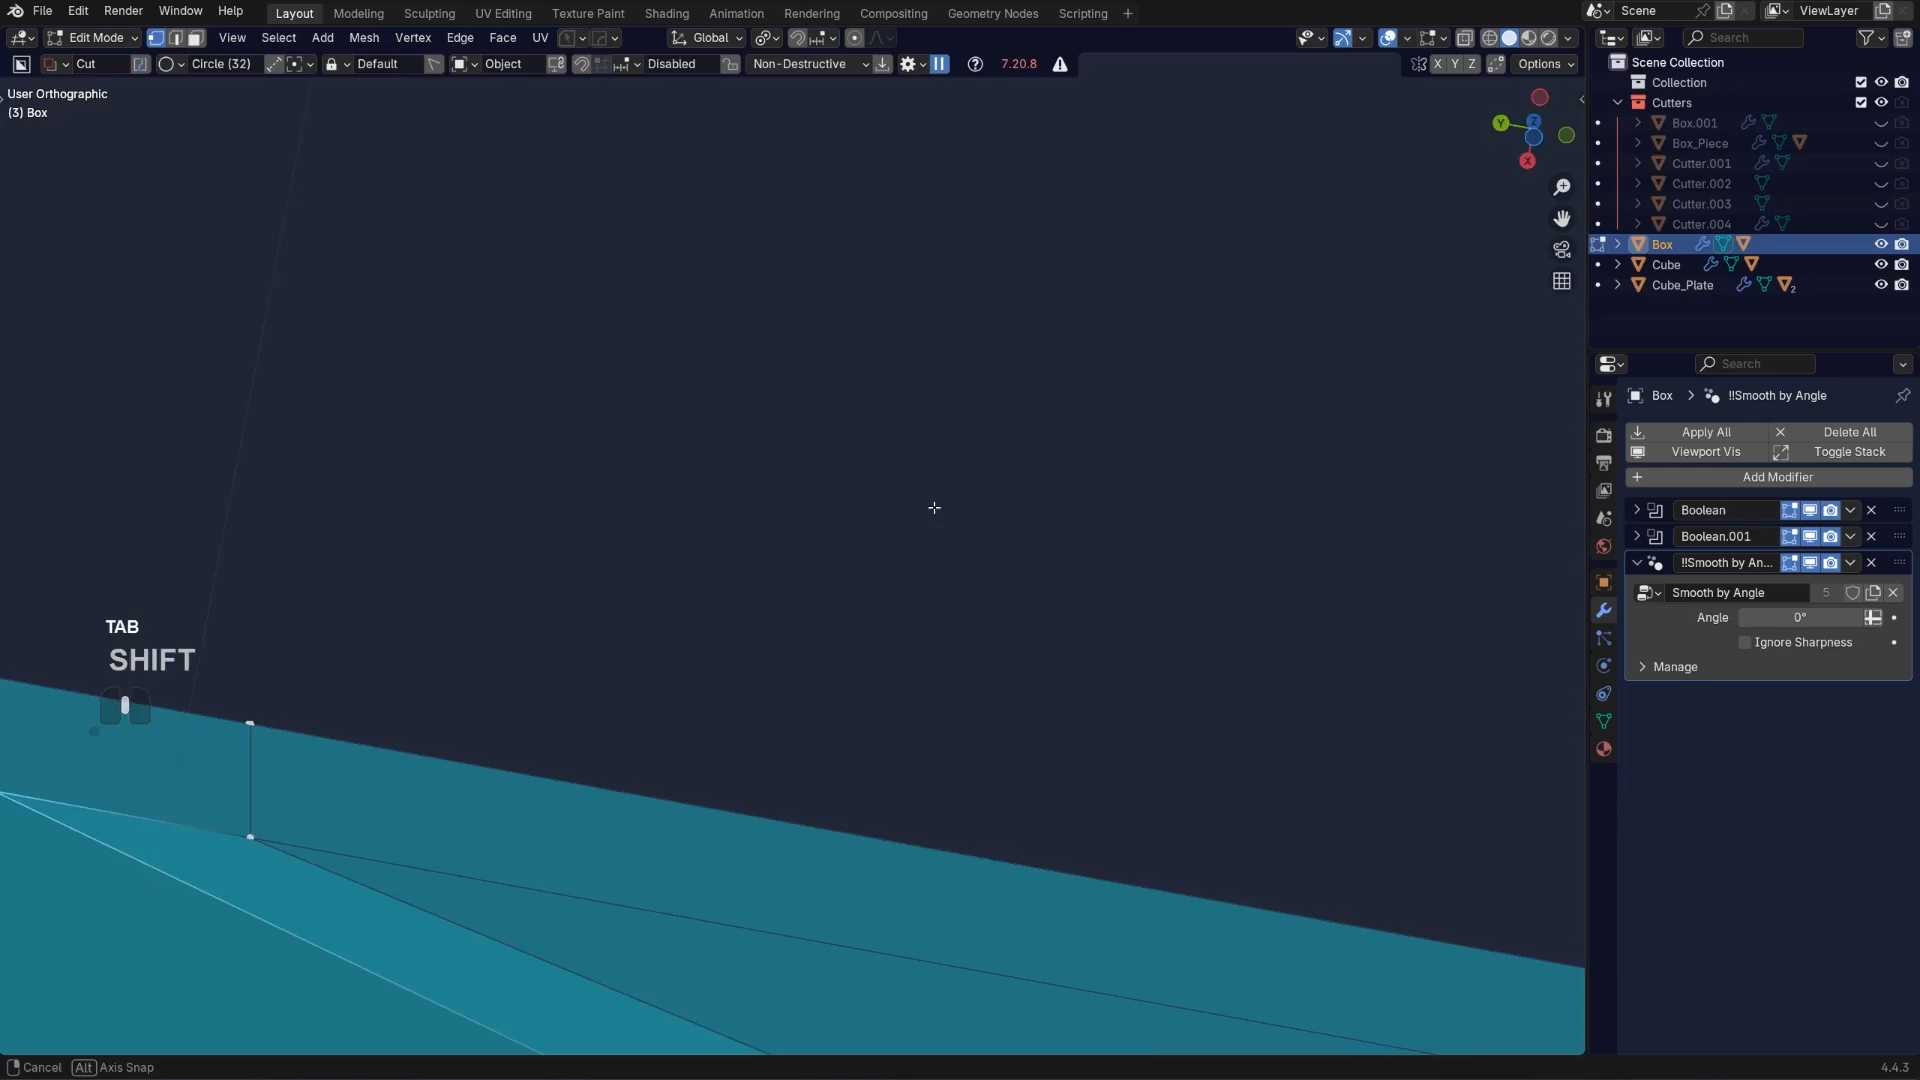 File Edit Render Window Help Layout Modeling Sculpting UV Editing Texture Paint Shading Animation Rendering Compositing Geometry Nodes Scripting Scene ViewLayer
Edit Mode View Select Add Mesh Vertex Edge Face UV Global Search
Cut Circle (32) Default Object Disabled Non-Destructive 7.20.8 X Y Z Options
Scene Collection
Collection
Cutters
Box.001
Box_Piece
Cutter.001
Cutter.002
Cutter.003
Cutter.004
Box
Cube
Cube_Plate 2
User Orthographic
(3) Box
Y Z X
Search
Box !!Smooth by Angle
Apply All Delete All
Viewport Vis Toggle Stack
Add Modifier
Boolean
Boolean.001
!!Smooth by An...
Smooth by Angle 5
Angle 0°
Ignore Sharpness
Manage
TAB
SHIFT
Cancel Alt Axis Snap 4.4.3